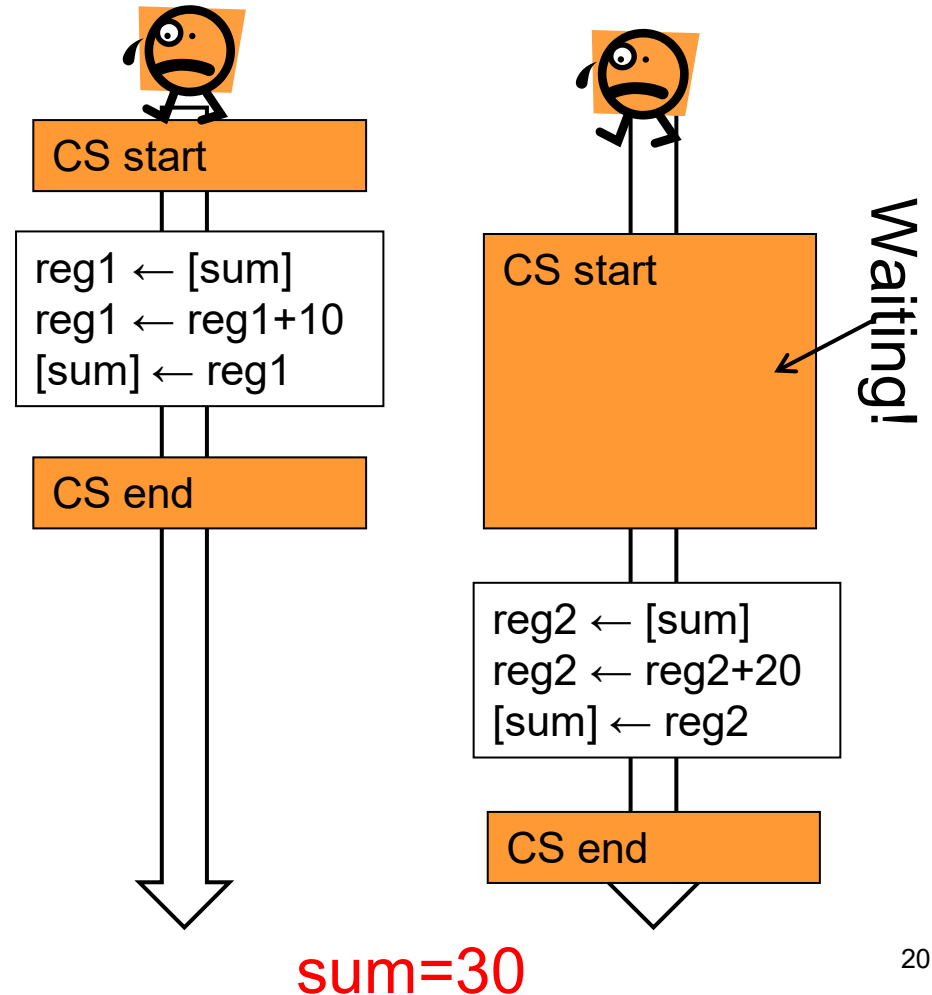 CS start
reg1 ← [sum]
reg1 ← reg1+10
[sum] ← reg1
CS end
CS start
Waiting!
reg2 ← [sum]
reg2 ← reg2+20
[sum] ← reg2
CS end
sum=30
20